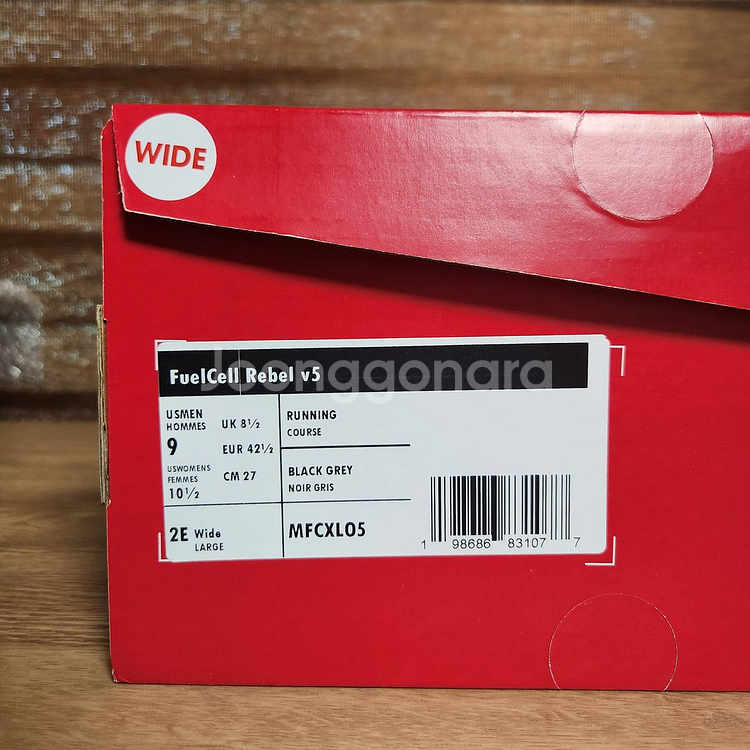 WIDE
Joonggonara
FuelCell Rebel v5
USMEN
HOMMES
9
UK 8½
EUR 42½
CM 27
USWOMENS
FEMMES
10½
RUNNING
COURSE
BLACK GREY
NOIR GRIS
2E Wide
LARGE
MFCXLO5
1 98686 83107 7